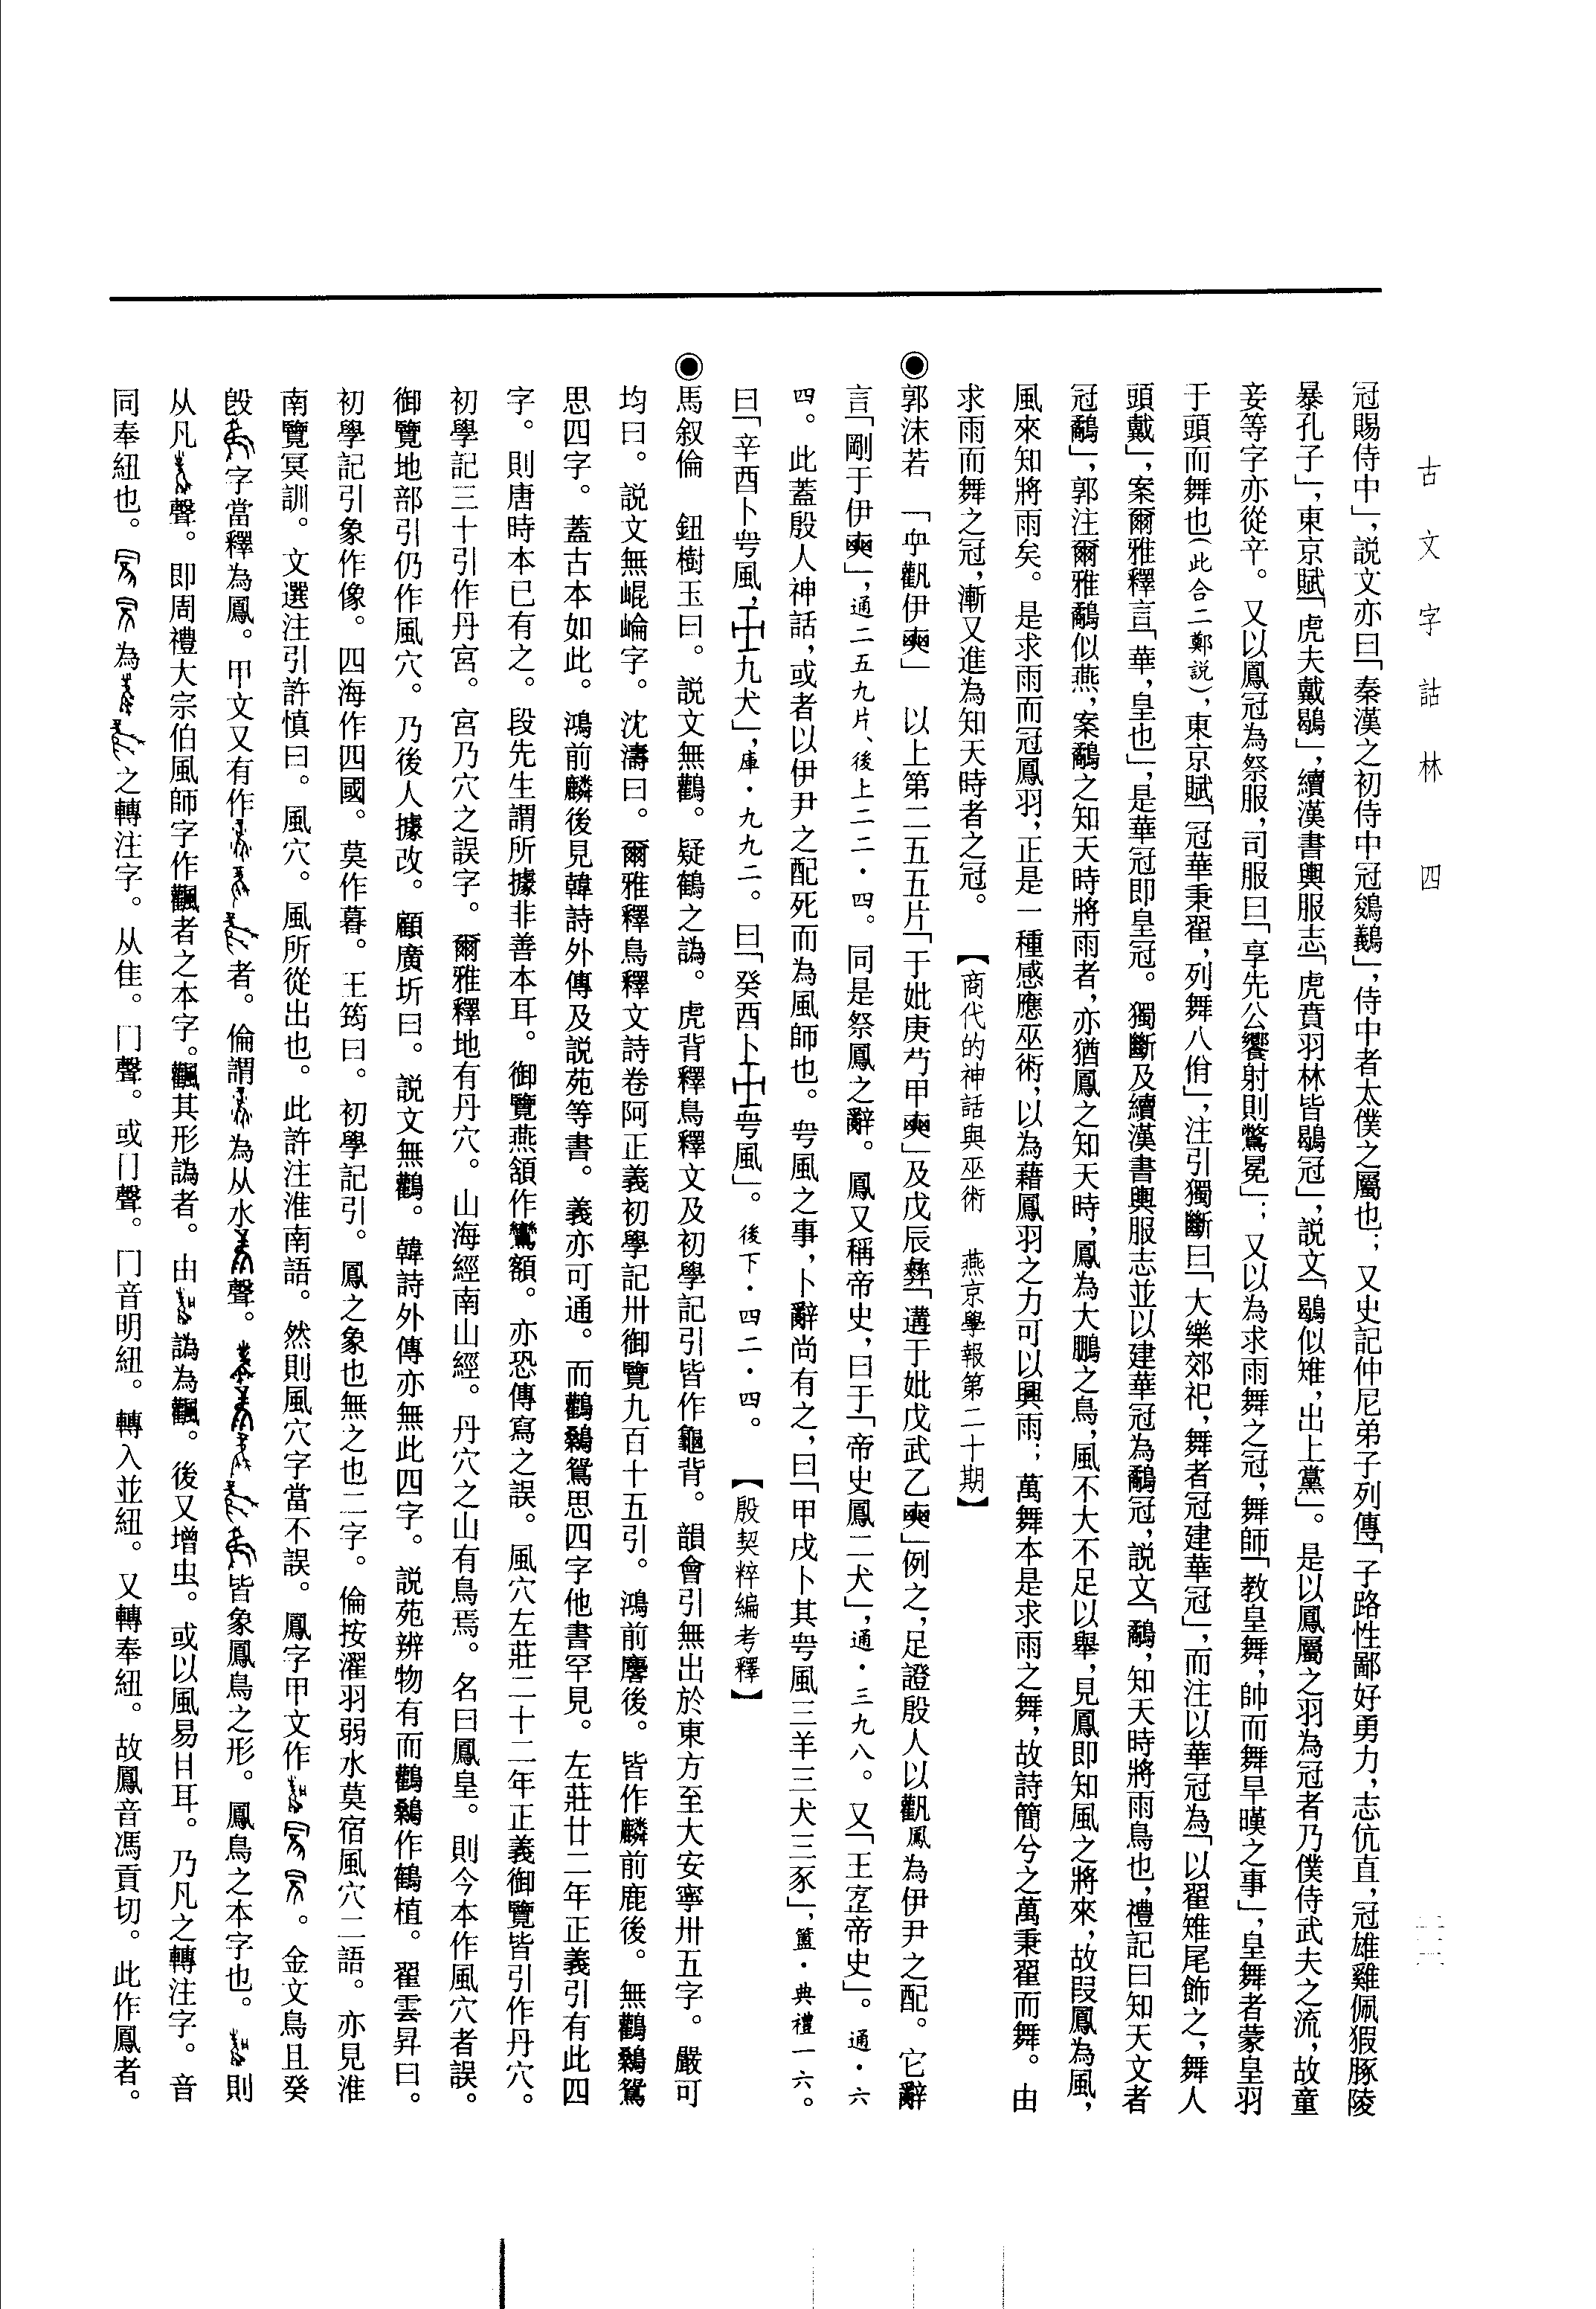 古文字詁林 四
二二六
冠賜侍中」,説文亦曰「秦漢之初侍中冠鵔鸃」,侍中者太僕之屬也;又史記仲尼弟子列傳「子路性鄙好勇力,志伉直,冠雄雞佩猳豚陵
暴孔子」,東京賦「虎夫戴鶡」,續漢書輿服志「虎賁羽林皆鶡冠」,説文「鶡似雉,出上黨」。是以鳳屬之羽為冠者乃僕侍武夫之流,故童
妾等字亦從䇂。又以鳳冠為祭服,司服曰「享先公饗射則鷩冕」;又以為求雨舞之冠,舞師「教皇舞,帥而舞旱暵之事」,皇舞者蒙皇羽
于頭而舞也(此合二鄭説),東京賦「冠華秉翟,列舞八佾」,注引獨斷曰「大樂郊祀,舞者冠建華冠」,而注以華冠為「以翟雉尾飾之,舞人
頭戴」,案爾雅釋言「華,皇也」,是華冠即皇冠。獨斷及續漢書輿服志並以建華冠為鷸冠,説文「鷸,知天時將雨鳥也,禮記曰知天文者
冠鷸」,郭注爾雅鷸似燕,案鷸之知天時將雨者,亦猶鳳之知天時,鳳為大鵬之鳥,風不大不足以舉,見鳳即知風之將來,故叚鳳為風,
風來知將雨矣。是求雨而冠鳳羽,正是一種感應巫術,以為藉鳳羽之力可以興雨;萬舞本是求雨之舞,故詩簡兮之萬秉翟而舞。由
求雨而舞之冠,漸又進為知天時者之冠。【商代的神話與巫術 燕京學報第二十期】
◉郭沫若 「𠂤伊奭」 以上第二五五片「于妣庚丂甲奭」及戊辰彝「遘于妣戊武乙奭」例之,足證殷人以鳳為伊尹之配。它辭
言「剛于伊奭」,通二五九片、後上二二·四。同是祭鳳之辭。鳳又稱帝史,曰于「帝史鳳二犬」,通·三九八。又「王㝎帝史」。通·六
四。此蓋殷人神話,或者以伊尹之配死而為風師也。㞢風之事,卜辭尚有之,曰「甲戌卜其㞢風三羊三犬三豕」,簠·典禮一六。
曰「辛酉卜㞢風,九犬」,庫·九九二。曰「癸酉卜㞢風」。後下·四二·四。 【殷契粹編考釋】
◉馬叙倫 鈕樹玉曰。説文無鸛。疑鶴之譌。虎背釋鳥釋文及初學記引皆作龜背。韻會引無出於東方至大安寧卅五字。嚴可
均曰。説文無崐崘字。沈濤曰。爾雅釋鳥釋文詩卷阿正義初學記卅御覽九百十五引。鴻前麐後。皆作麟前鹿後。無鸛顙鴛
思四字。蓋古本如此。鴻前麟後見韓詩外傳及説苑等書。義亦可通。而鸛顙鴛思四字他書罕見。左莊廿二年正義引有此四
字。則唐時本已有之。段先生謂所據非善本耳。御覽燕頷作鸞額。亦恐傳寫之誤。風穴左莊二十二年正義御覽皆引作丹穴。
初學記三十引作丹宮。宮乃穴之誤字。爾雅釋地有丹穴。山海經南山經。丹穴之山有鳥焉。名曰鳳皇。則今本作風穴者誤。
御覽地部引仍作風穴。乃後人據改。顧廣圻曰。説文無鸛。韓詩外傳亦無此四字。説苑辨物有而鸛顙作鶴植。翟雲昇曰。
初學記引象作像。四海作四國。莫作暮。王筠曰。初學記引。鳳之象也無之也二字。倫按濯羽弱水莫宿風穴二語。亦見淮
南覽冥訓。文選注引許慎曰。風穴。風所從出也。此許注淮南語。然則風穴字當不誤。鳳字甲文作。金文鳥且癸
𣪘字當釋為鳳。甲文又有作者。倫謂為从水聲。皆象鳳鳥之形。鳳鳥之本字也。則
从凡聲。即周禮大宗伯風師字作飌者之本字。飌其形譌者。由譌為飌。後又增虫。或以風易日耳。乃凡之轉注字。音
同奉紐也。為之轉注字。从隹。冂聲。或冂聲。冂音明紐。轉入並紐。又轉奉紐。故鳳音馮貢切。此作鳳者。